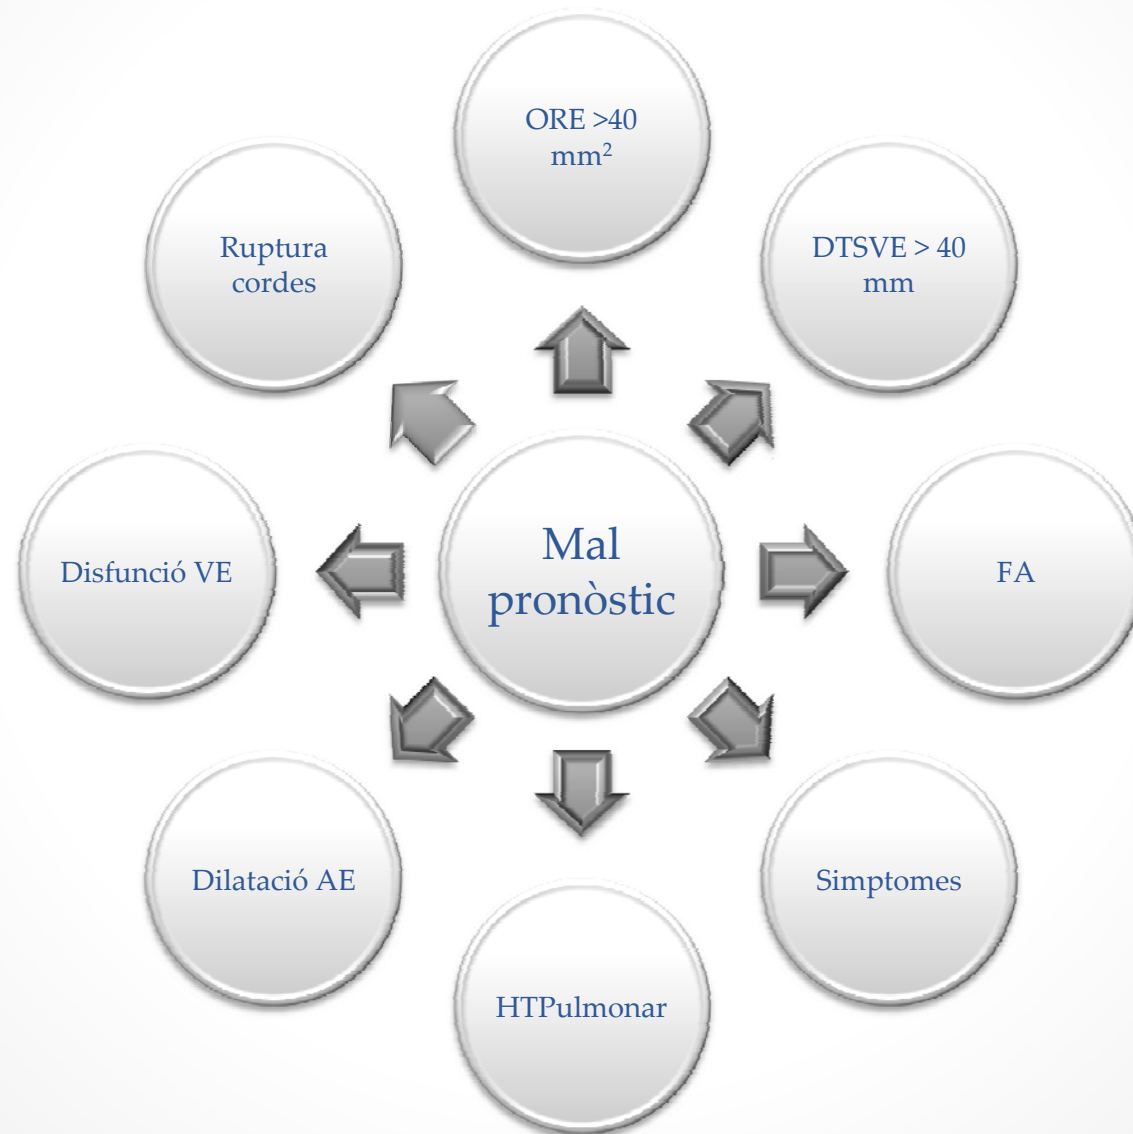 ORE >40
mm²
DTSVE > 40
mm
FA
Simptomes
HTPulmonar
Dilatació AE
Disfunció VE
Ruptura
cordes
Mal
pronòstic